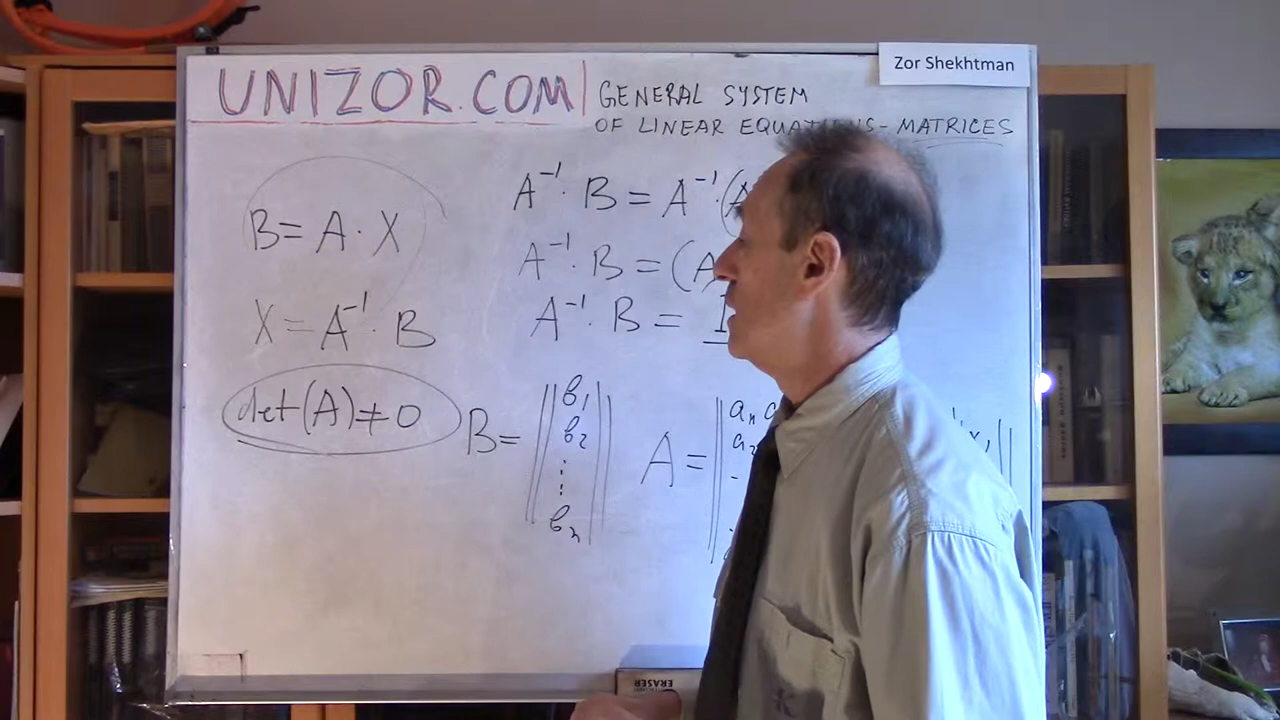 UNIZOR.COM
GENERAL SYSTEM
OF LINEAR EQUATIONS - MATRICES
Zor Shekhtman
B = A · X
X = A⁻¹ · B
det(A) ≠ 0
A⁻¹ · B = A⁻¹ · (A
A⁻¹ · B = (A
A⁻¹ · B = I
B = || b₁ ||
b₂
⋮
bₙ
A = ||
ERASER